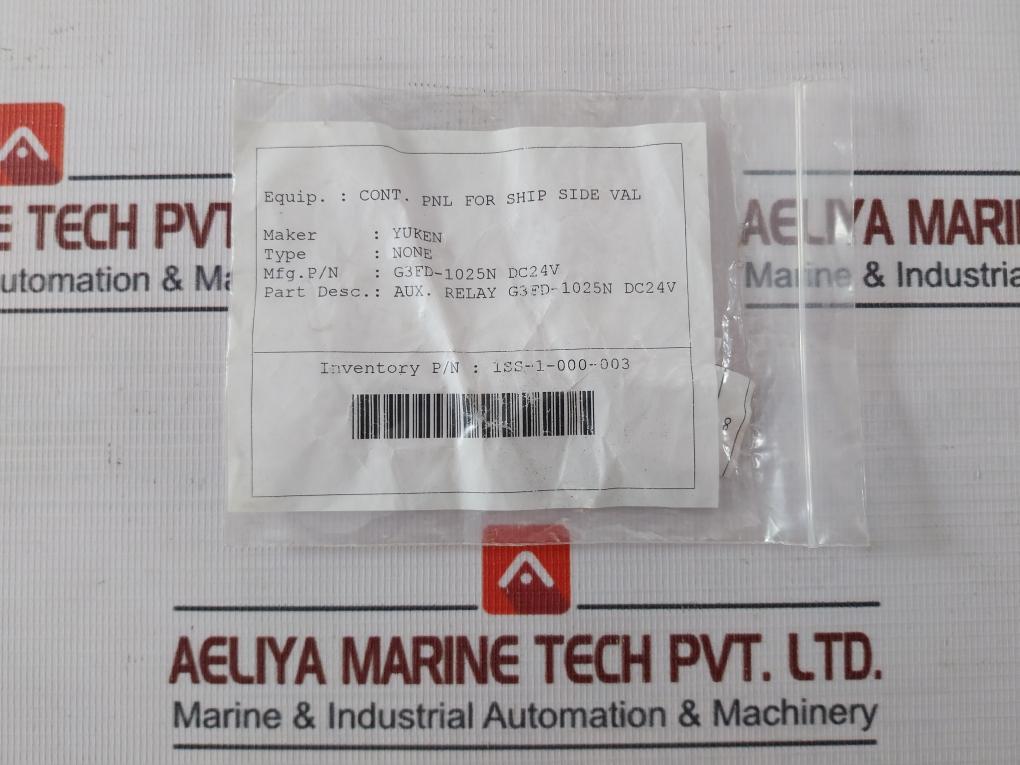 Equip. : CONT. PNL FOR SHIP SIDE VAL
Maker : YUKEN
Type : NONE
Mfg.P/N : G3FD-1025N DC24V
Part Desc.: AUX. RELAY G3FD-1025N DC24V
Inventory P/N : 1SS-1-000-003
8
E TECH PVT
utomation & Ma
AELIYA MARI
Marine & Industria
AELIYA MARINE TECH PVT. LTD.
Marine & Industrial Automation & Machinery